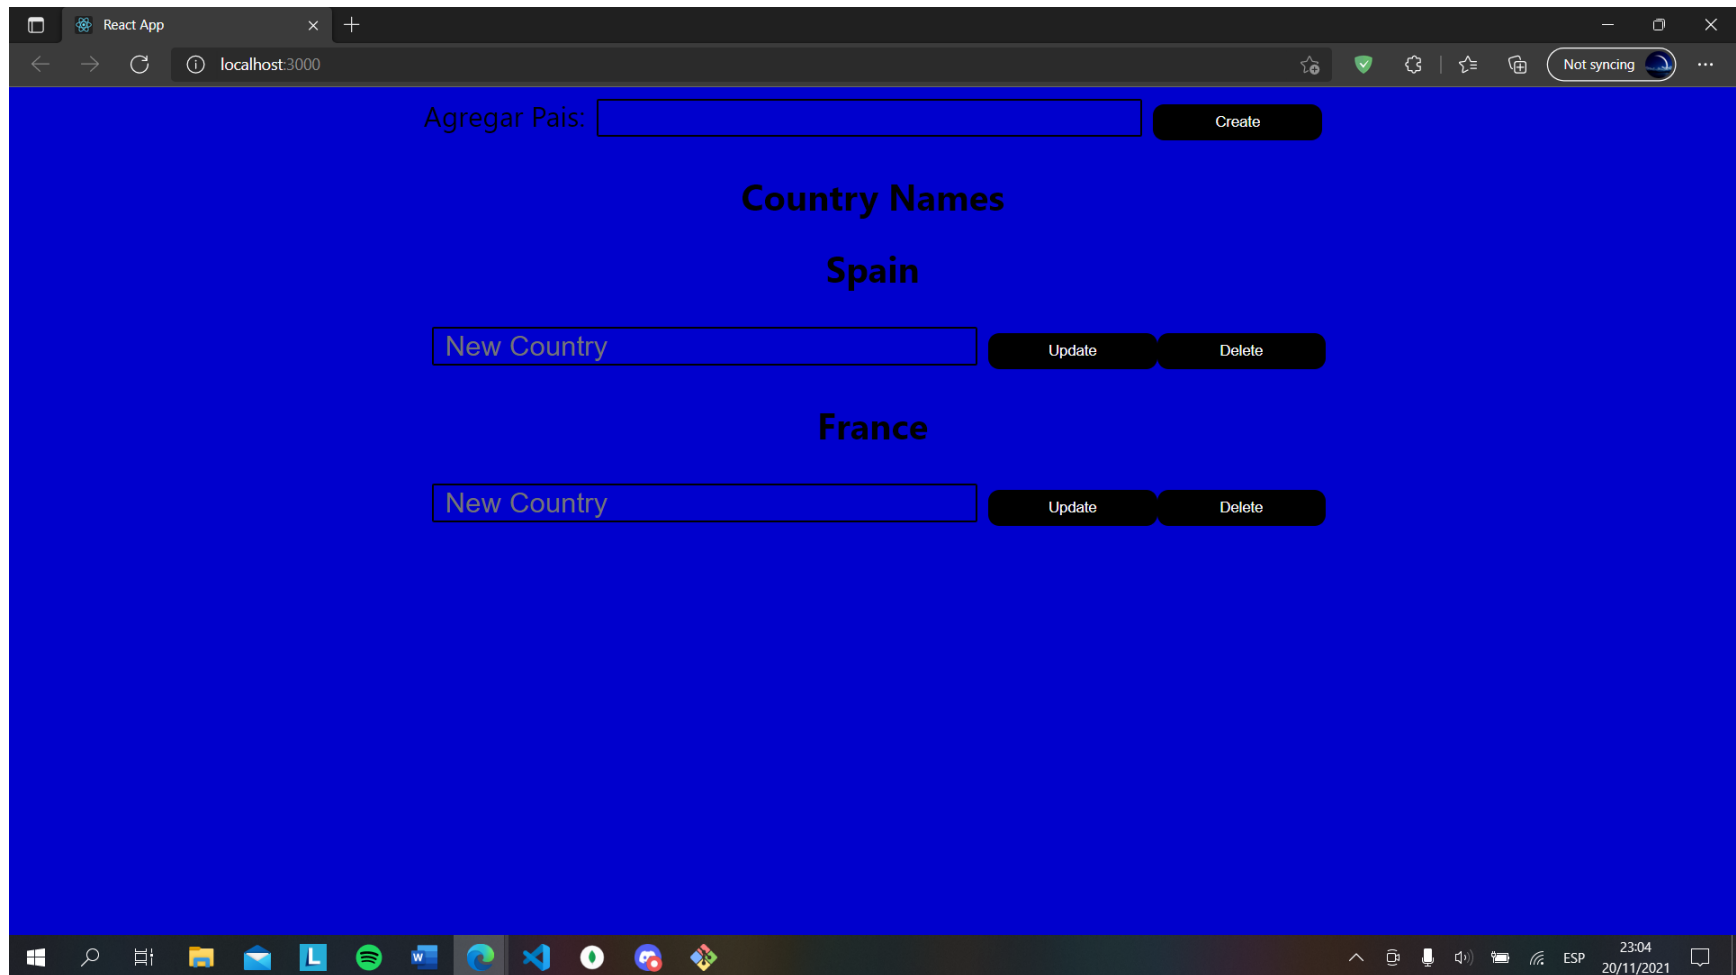 React App
localhost:3000
Not syncing
Agregar Pais:
Create
Country Names
Spain
New Country
Update
Delete
France
New Country
Update
Delete
L
W
ESP
23:04
20/11/2021